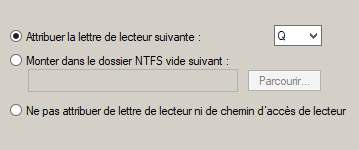 Attribuer la lettre de lecteur suivante : Q
Monter dans le dossier NTFS vide suivant :
Parcourir...
Ne pas attribuer de lettre de lecteur ni de chemin d'accès de lecteur